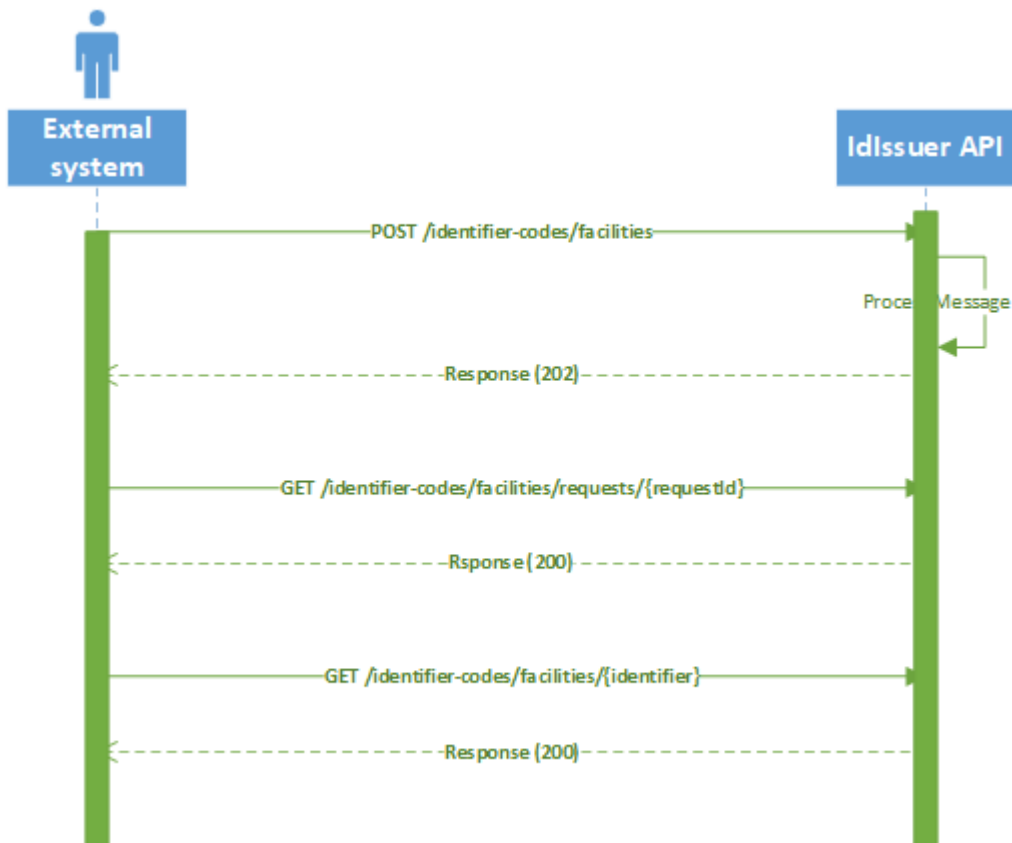 External
system
IdIssuer API
POST /identifier-codes/facilities
Proce Message
Response (202)
GET /identifier-codes/facilities/requests/{requestId}
Rsponse (200)
GET /identifier-codes/facilities/{identifier}
Response (200)